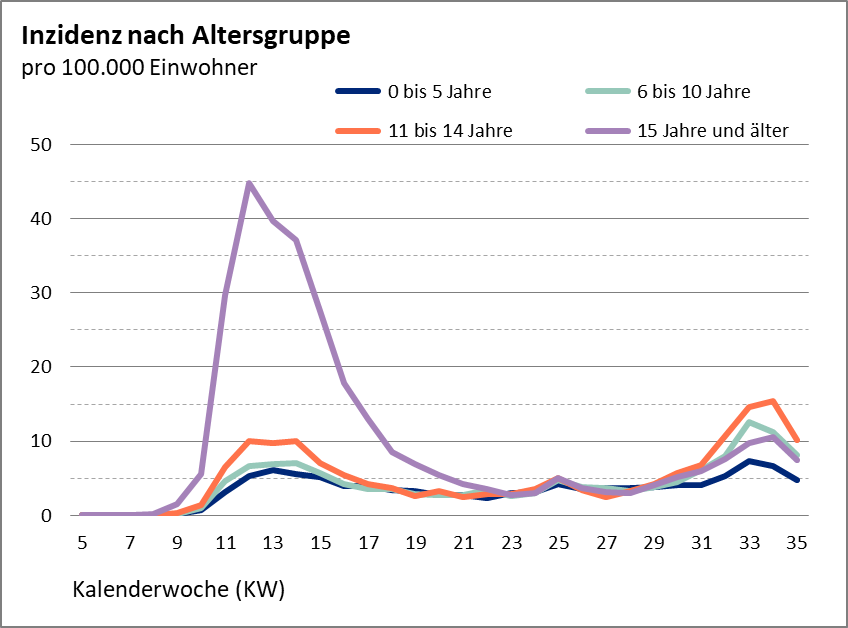 Inzidenz nach Altersgruppe
pro 100.000 Einwohner
0 bis 5 Jahre
6 bis 10 Jahre
11 bis 14 Jahre
15 Jahre und älter
50
40
30
20
10
0
5 7 9 11 13 15 17 19 21 23 25 27 29 31 33 35
Kalenderwoche (KW)